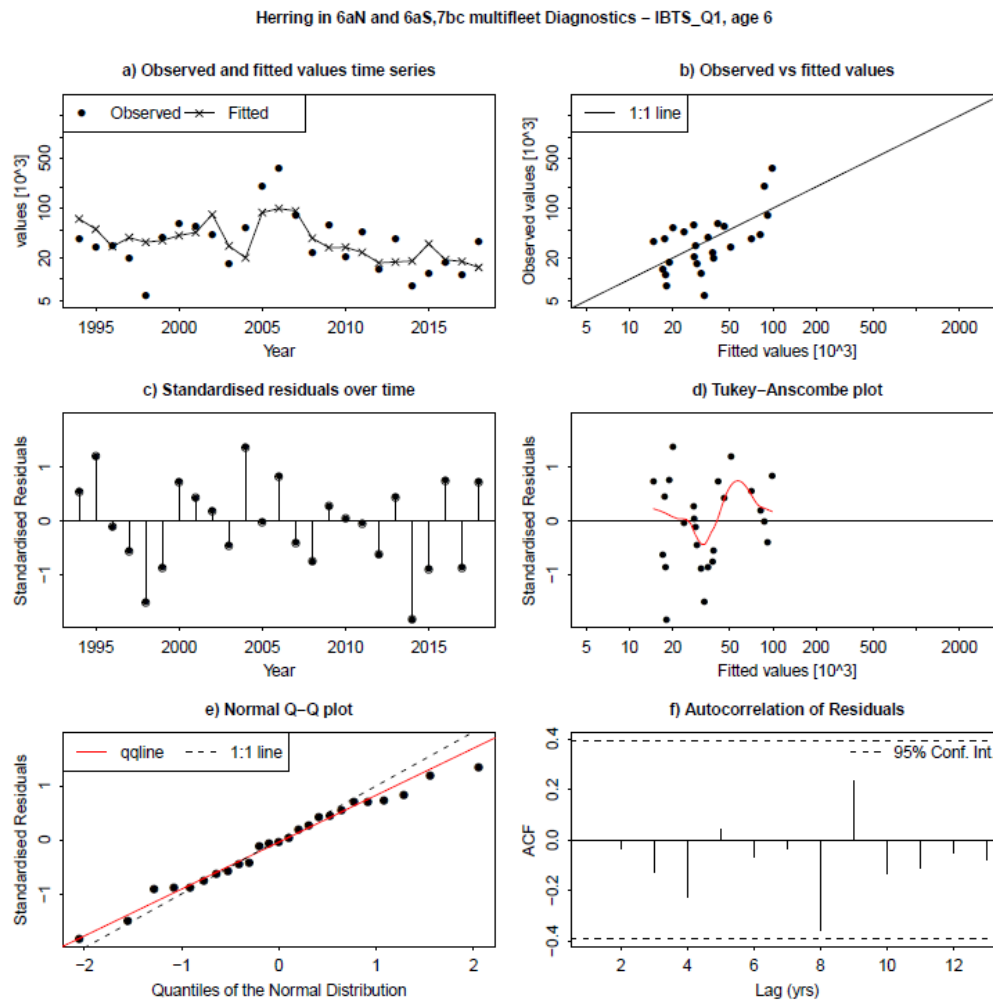 Herring in 6aN and 6aS,7bc multifleet Diagnostics – IBTS_Q1, age 6
a) Observed and fitted values time series
Observed Fitted
values [10^3]
500
100
20
5
1995 2000 2005 2010 2015
Year
b) Observed vs fitted values
1:1 line
Observed values [10^3]
500
100
20
5
5 10 20 50 100 200 500 2000
Fitted values [10^3]
c) Standardised residuals over time
Standardised Residuals
1
0
−1
1995 2000 2005 2010 2015
Year
d) Tukey−Anscombe plot
Standardised Residuals
1
0
−1
5 10 20 50 100 200 500 2000
Fitted values [10^3]
e) Normal Q−Q plot
qqline 1:1 line
Standardised Residuals
1
0
−1
−2 −1 0 1 2
Quantiles of the Normal Distribution
f) Autocorrelation of Residuals
95% Conf. Int.
ACF
0.4
0.2
0.0
−0.2
−0.4
2 4 6 8 10 12
Lag (yrs)